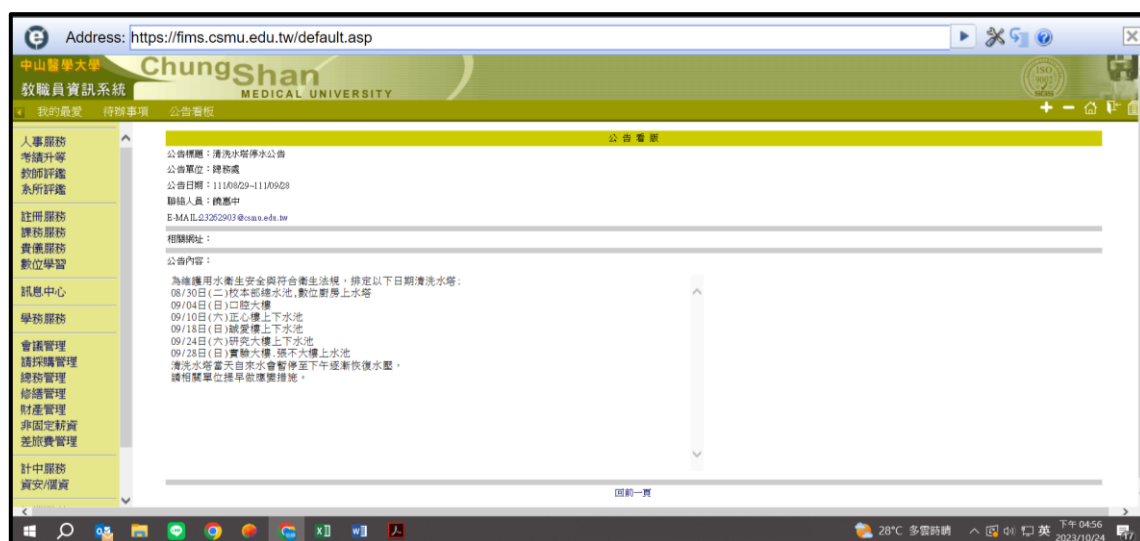 Address: https://fims.csmu.edu.tw/default.asp
中山醫學大學
ChungShan
MEDICAL UNIVERSITY
教職員資訊系統
我的最愛 待辦事項 公告看板
人事服務
考績升等
教師評鑑
系所評鑑
註冊服務
課務服務
貴儀服務
數位學習
訊息中心
學務服務
會議管理
請採購管理
總務管理
修繕管理
財產管理
非固定薪資
差旅費管理
計中服務
資安/個資
公告看版
公告標題:清洗水塔停水公告
公告單位:總務處
公告日期:111/08/29~111/09/28
聯絡人員:饒惠中
E-MAIL:23252903@csmu.edu.tw
相關網址:
公告內容:
為維護用水衛生安全與符合衛生法規,排定以下日期清洗水塔:
08/30日(二)校本部總水池,數位廚房上水塔
09/04日(日)口腔大樓
09/10日(六)正心樓上下水池
09/18日(日)誠愛樓上下水池
09/24日(六)研究大樓上下水池
09/28日(日)實驗大樓.張不大樓上水池
清洗水塔當天自來水會暫停至下午逐漸恢復水壓,
請相關單位提早做應變措施。
回前一頁
28°C 多雲時晴
英
下午 04:56
2023/10/24